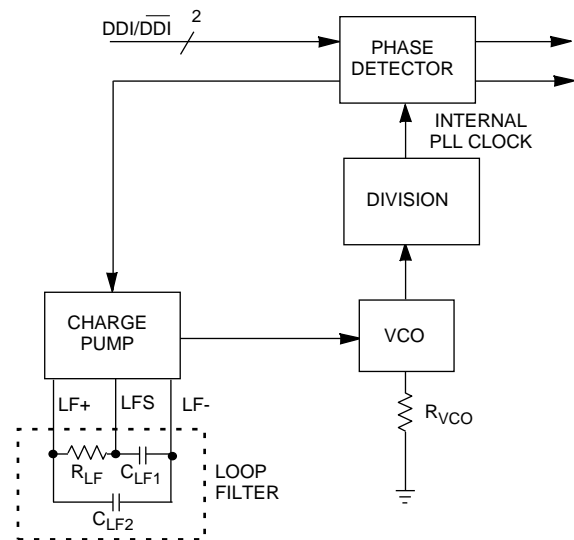 DDI/D̅D̅I̅ 2
PHASE
DETECTOR
INTERNAL
PLL CLOCK
DIVISION
CHARGE
PUMP
VCO
LF+ LFS LF-
RVCO
RLF CLF1
LOOP
FILTER
CLF2